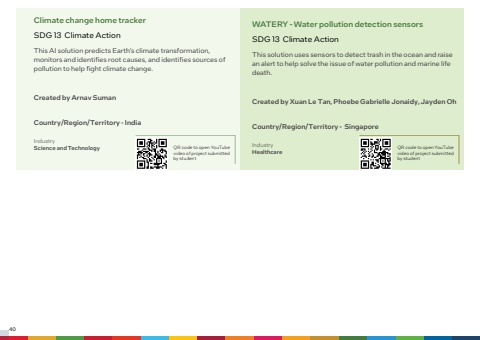 Climate change home tracker
SDG 13 Climate Action
This AI solution predicts Earth's climate transformation,
monitors and identifies root causes, and identifies sources of
pollution to help fight climate change.
Created by Arnav Suman
Country/Region/Territory - India
Industry
Science and Technology
QR code to open YouTube
video of project submitted
by student
WATERY - Water pollution detection sensors
SDG 13 Climate Action
This solution uses sensors to detect trash in the ocean and raise
an alert to help solve the issue of water pollution and marine life
death.
Created by Xuan Le Tan, Phoebe Gabrielle Jonaidy, Jayden Oh
Country/Region/Territory - Singapore
Industry
Healthcare
QR code to open YouTube
video of project submitted
by student
40